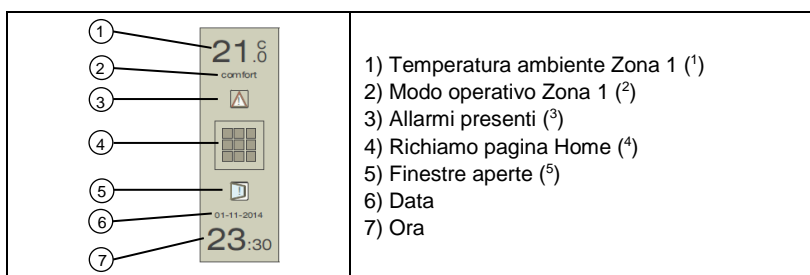 1
21.0 C
2
comfort
3
4
5
6
01-11-2014
7
23:30
1) Temperatura ambiente Zona 1 (1)
2) Modo operativo Zona 1 (2)
3) Allarmi presenti (3)
4) Richiamo pagina Home (4)
5) Finestre aperte (5)
6) Data
7) Ora